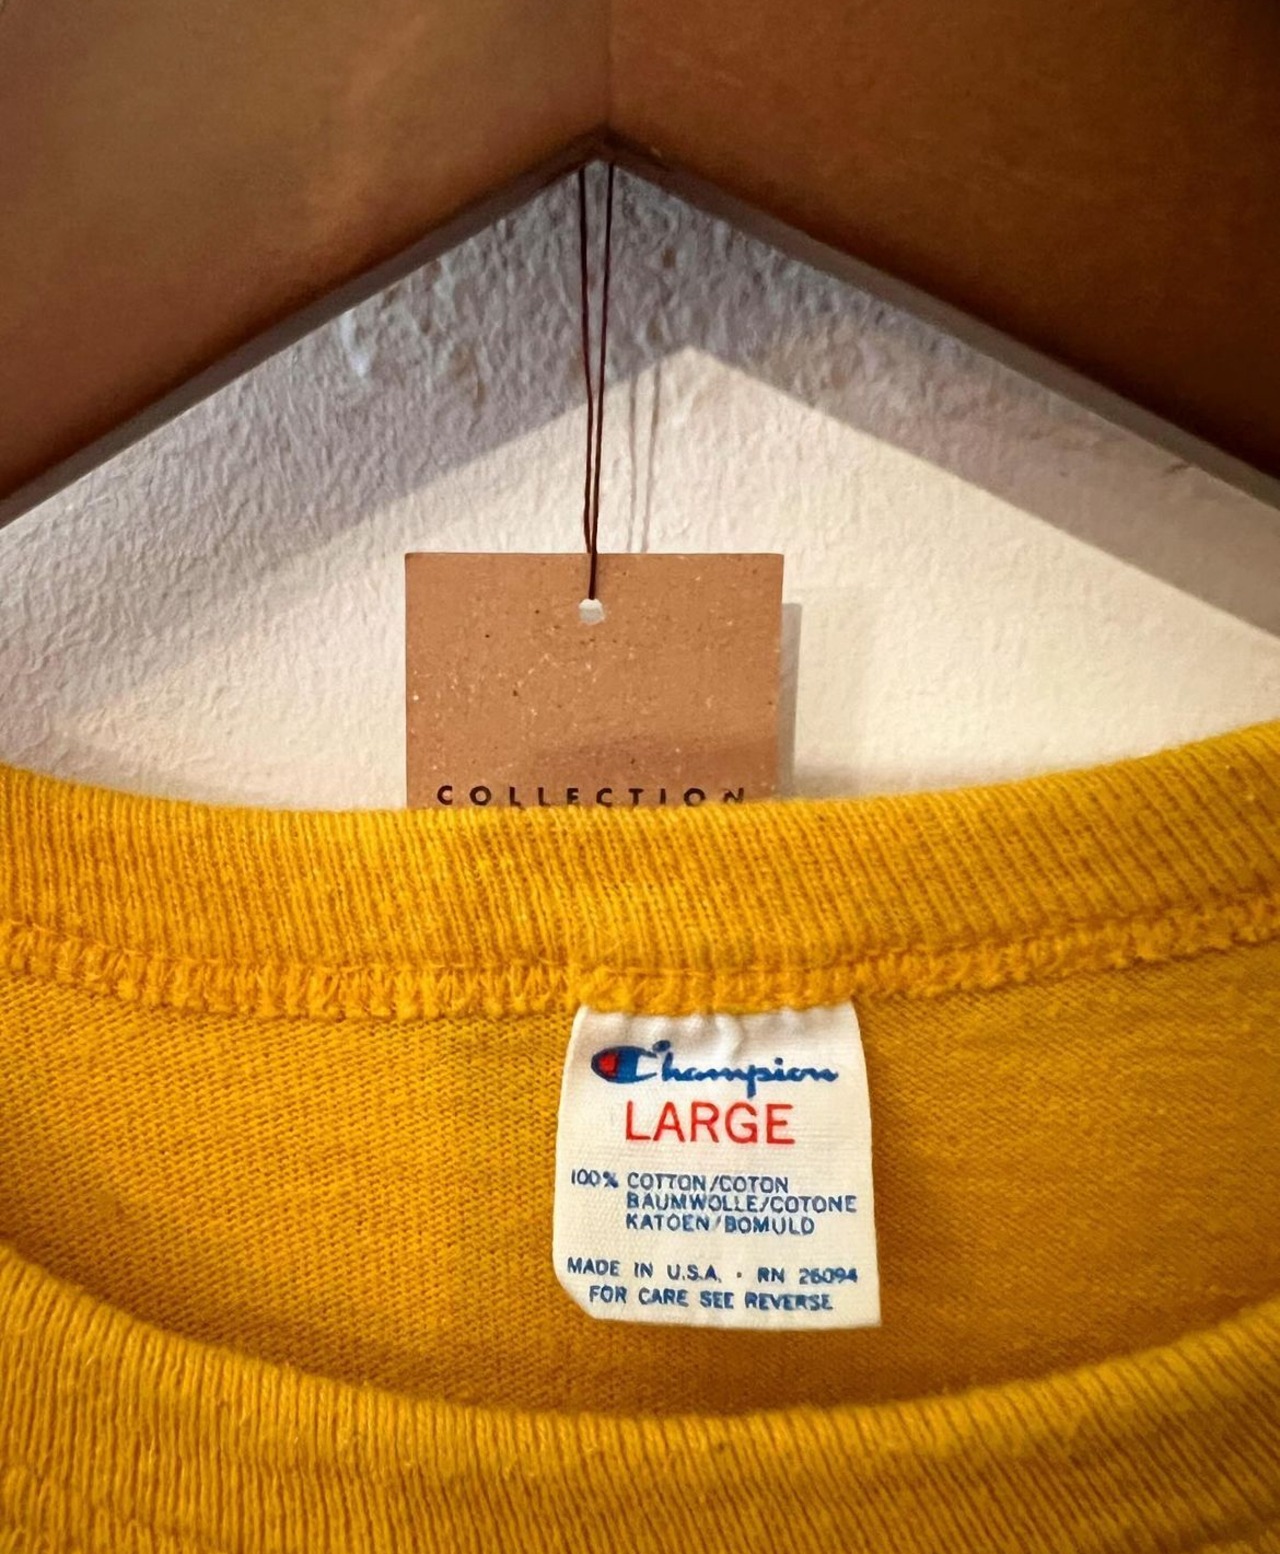 COLLECTION
Champion
LARGE
100% COTTON/COTON
BAUMWOLLE/COTONE
KATOEN/BOMULD
MADE IN U.S.A. · RN 26094
FOR CARE SEE REVERSE